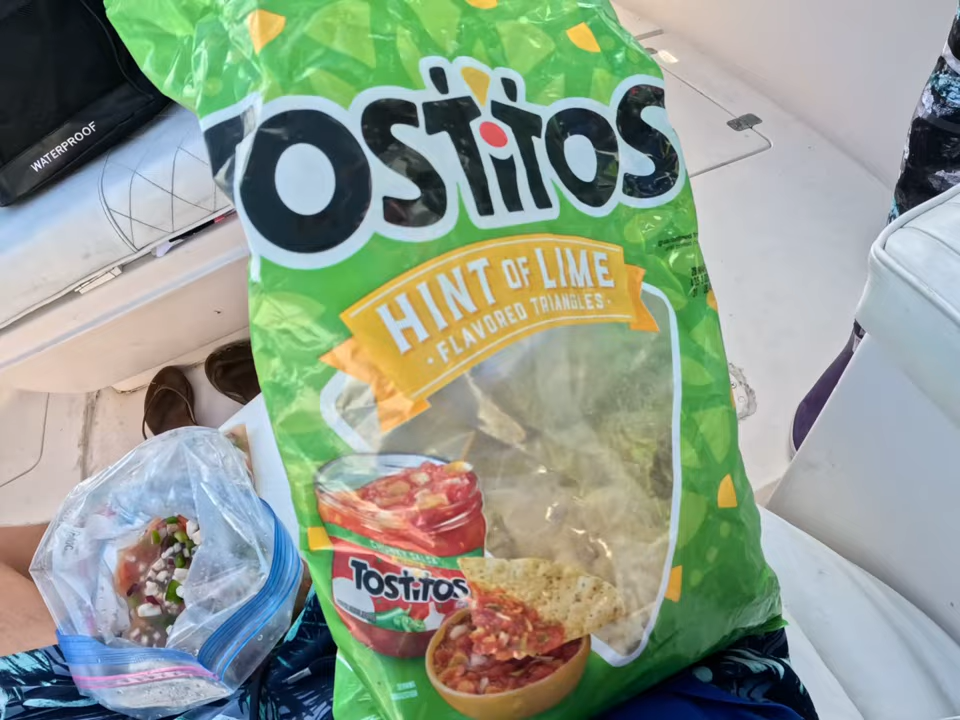 WATERPROOF
TOSTITOS
HINT OF LIME
· FLAVORED TRIANGLES ·
TOSTITOS